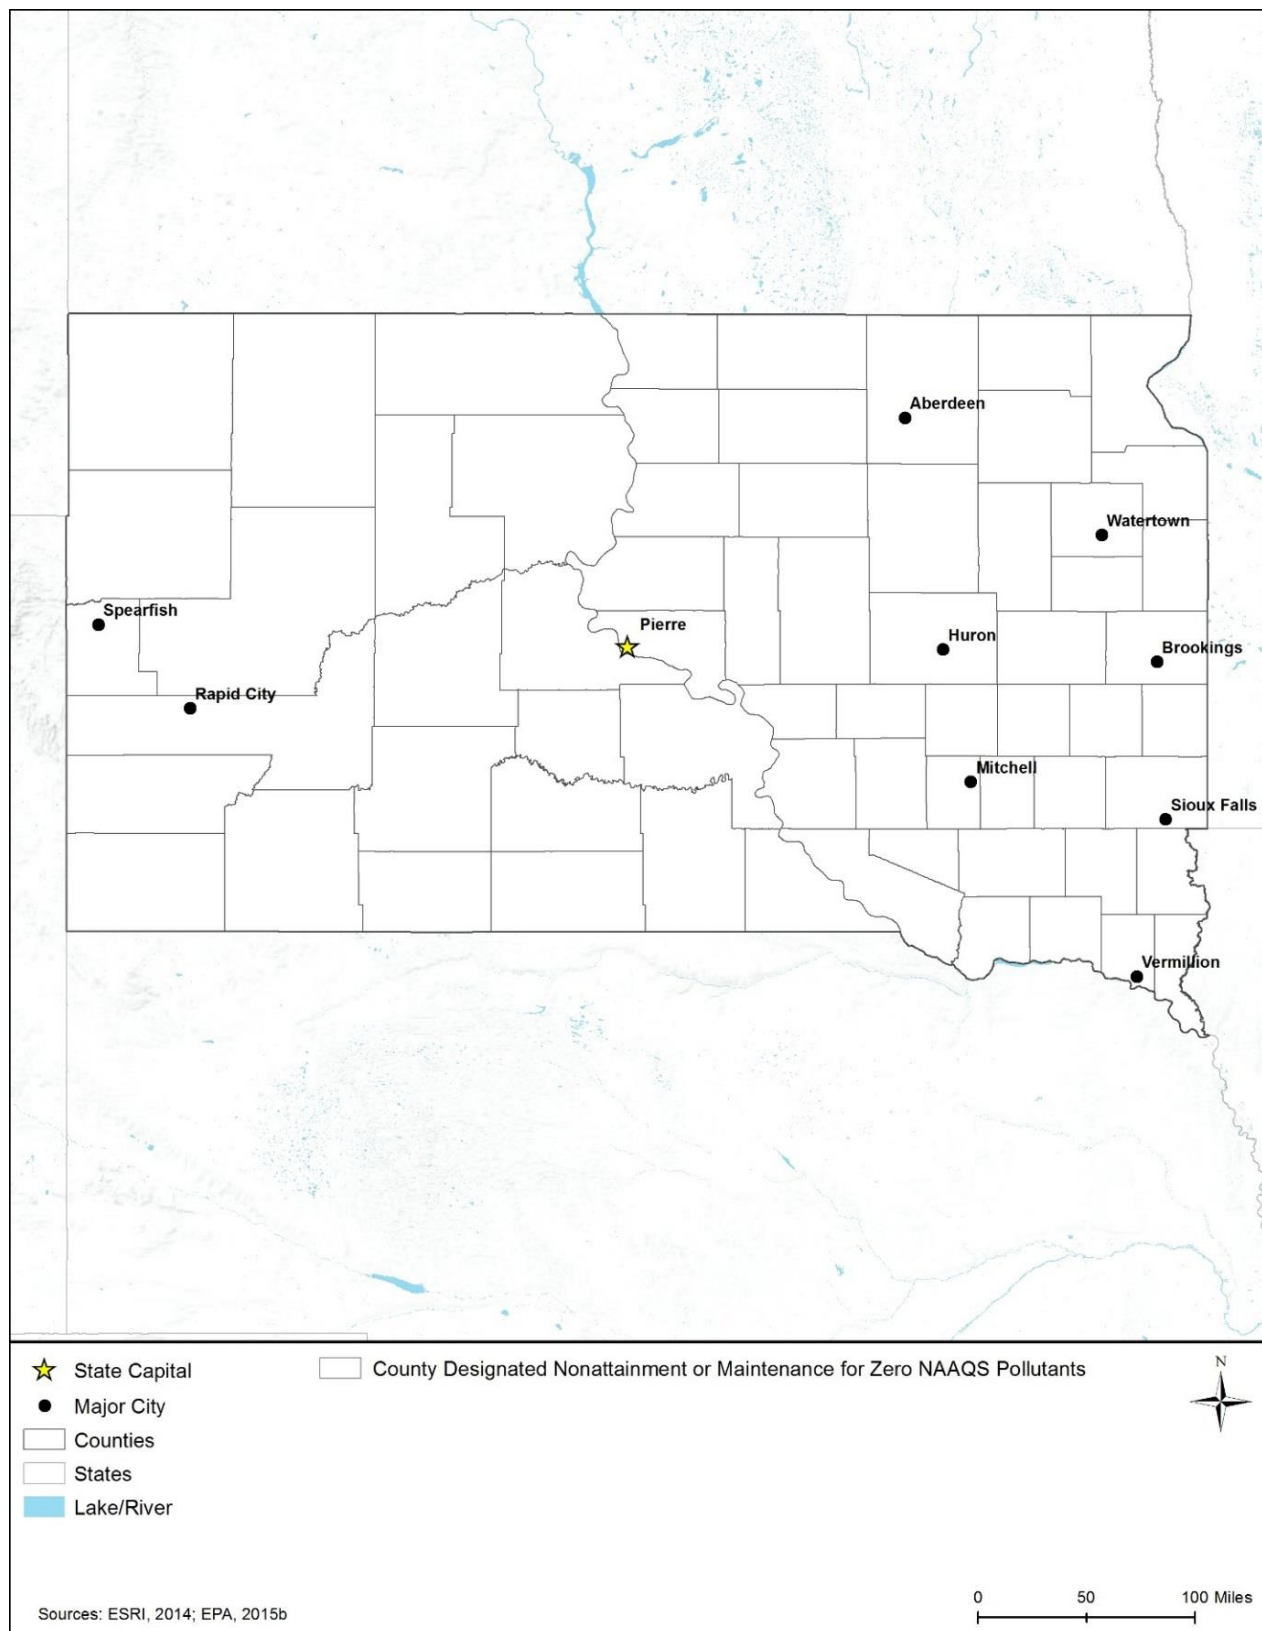 Aberdeen
Watertown
Spearfish
Pierre
Huron
Brookings
Rapid City
Mitchell
Sioux Falls
Vermillion
State Capital
County Designated Nonattainment or Maintenance for Zero NAAQS Pollutants
N
Major City
Counties
States
Lake/River
0 50 100 Miles
Sources: ESRI, 2014; EPA, 2015b